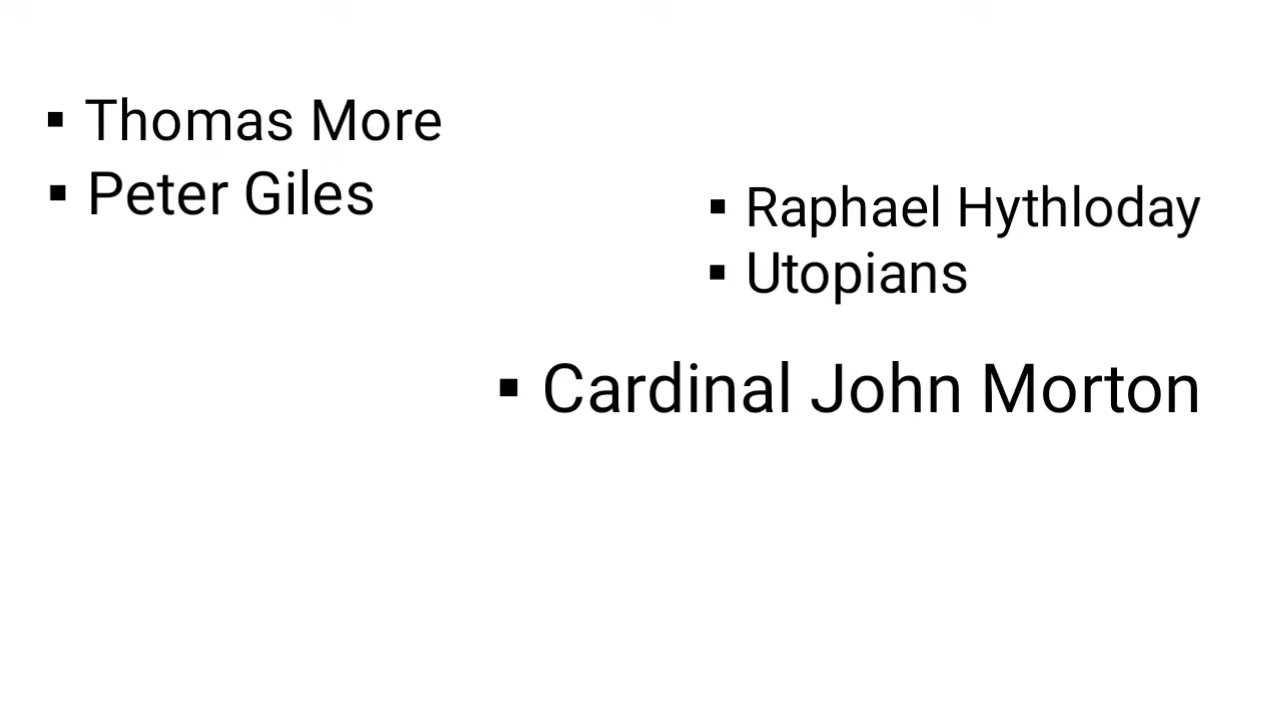 ▪ Thomas More
▪ Peter Giles
▪ Raphael Hythloday
▪ Utopians
▪ Cardinal John Morton